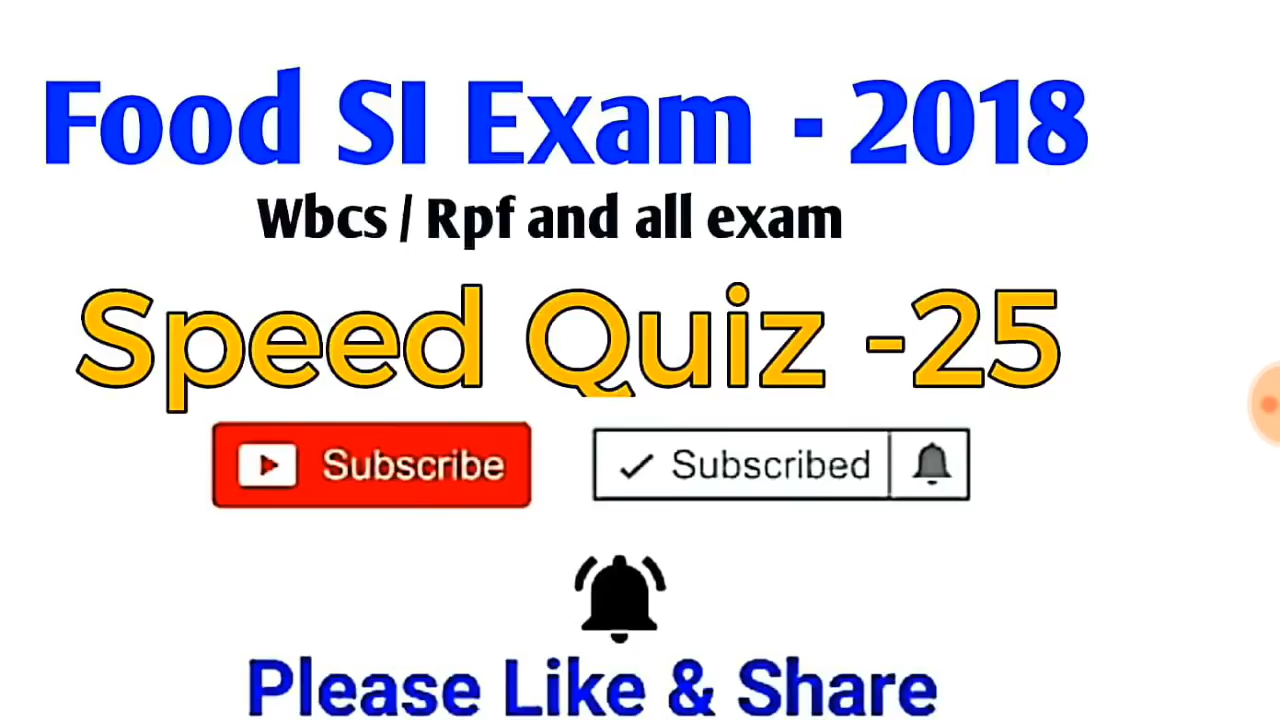 Food SI Exam - 2018
Wbcs / Rpf and all exam
Speed Quiz -25
Subscribe Subscribed
Please Like & Share